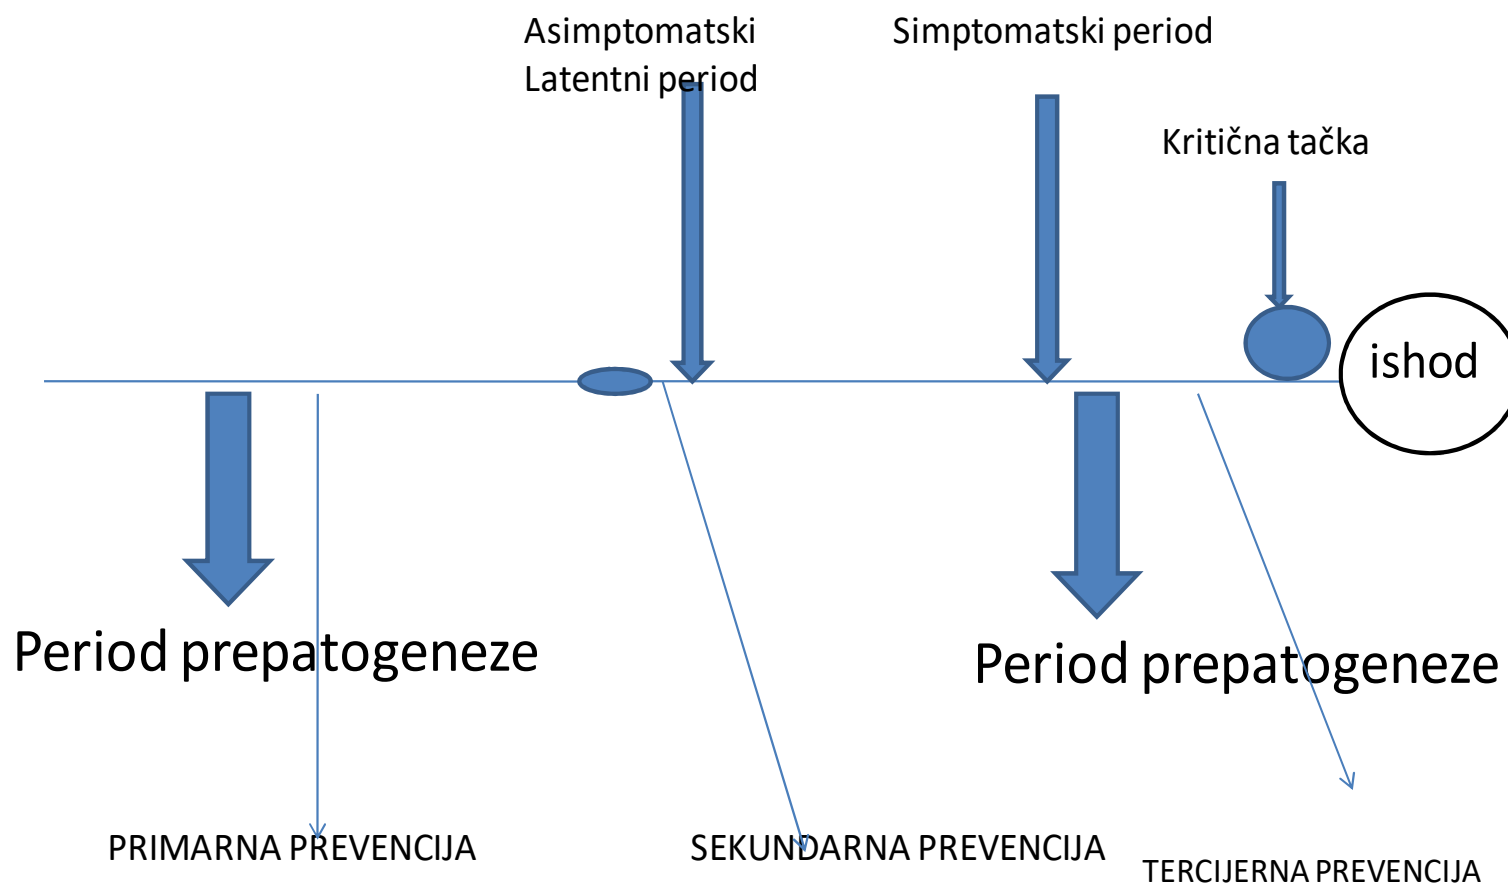 Asimptomatski
Latentni period
Simptomatski period
Kritična tačka
ishod
Period prepatogeneze
Period prepatogeneze
PRIMARNA PREVENCIJA
SEKUNDARNA PREVENCIJA
TERCIJERNA PREVENCIJA